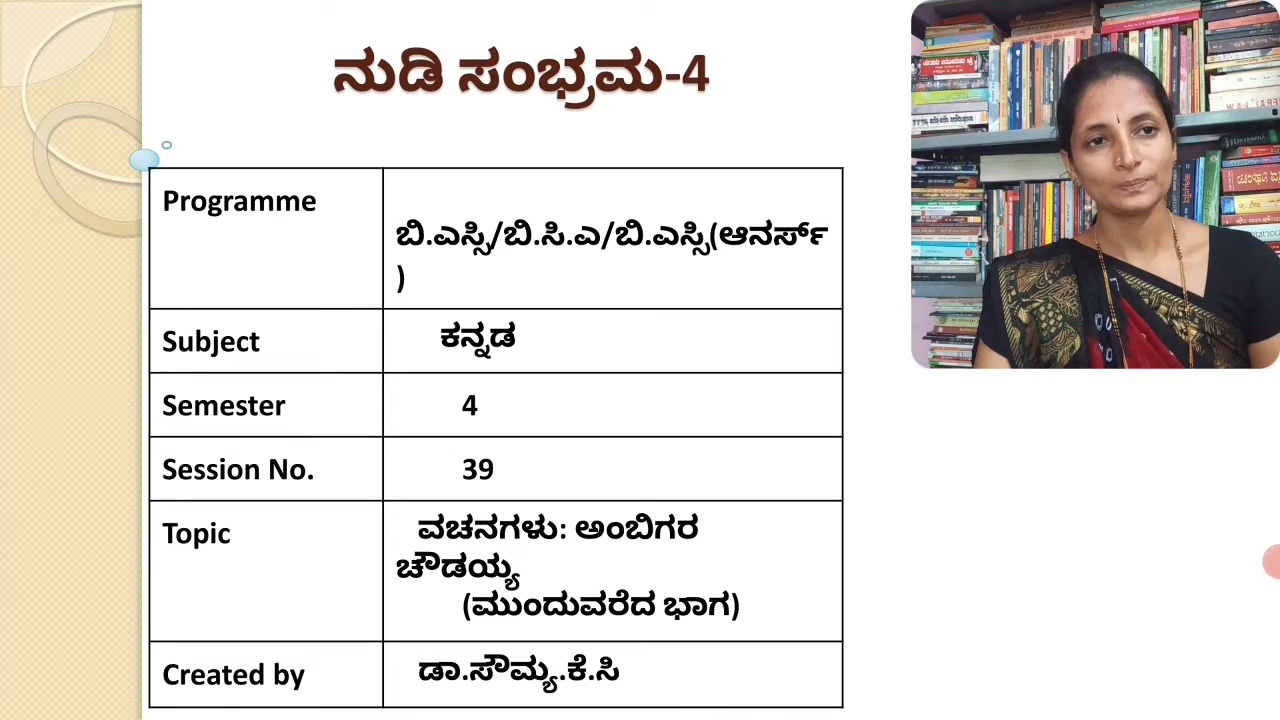 ನುಡಿ ಸಂಭ್ರಮ-4
Programme
ಬಿ.ಎಸ್ಸಿ/ಬಿ.ಸಿ.ಎ/ಬಿ.ಎಸ್ಸಿ(ಆನರ್ಸ್
)
Subject
ಕನ್ನಡ
Semester
4
Session No.
39
Topic
ವಚನಗಳು: ಅಂಬಿಗರ
ಚೌಡಯ್ಯ
(ಮುಂದುವರೆದ ಭಾಗ)
Created by
ಡಾ.ಸೌಮ್ಯ.ಕೆ.ಸಿ